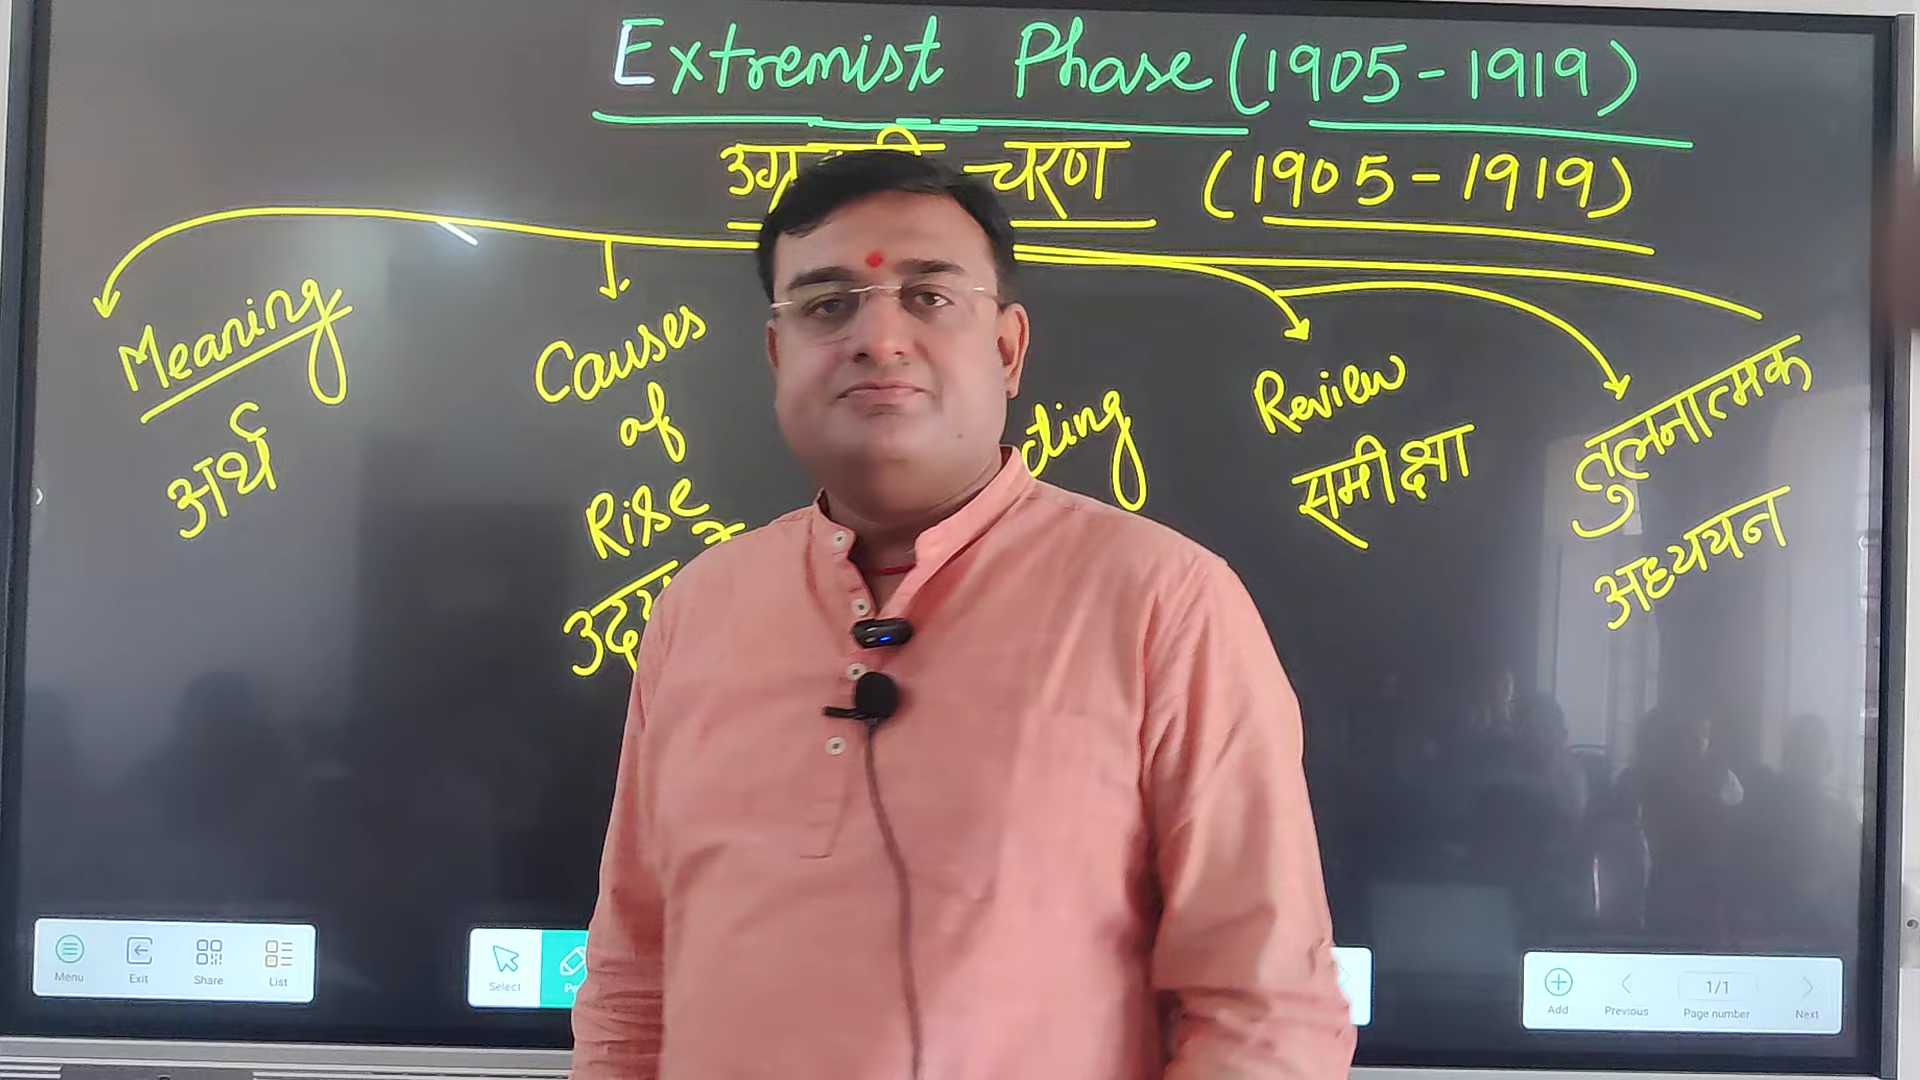 Extremist Phase (1905-1919)
चरण (1905-1919)
Meaning
अर्थ
Causes
of
Rise
Review
समीक्षा
तुलनात्मक
अध्ययन
Menu
Exit
Share
List
Select
Add
Previous
1/1
Page number
Next